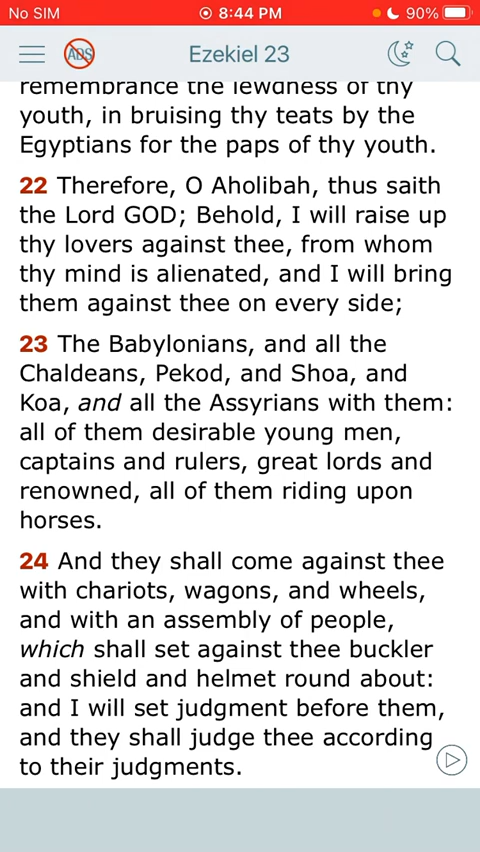 No SIM 8:44 PM 90%
ADS Ezekiel 23
remembrance the lewdness of thy
youth, in bruising thy teats by the
Egyptians for the paps of thy youth.
22 Therefore, O Aholibah, thus saith
the Lord GOD; Behold, I will raise up
thy lovers against thee, from whom
thy mind is alienated, and I will bring
them against thee on every side;
23 The Babylonians, and all the
Chaldeans, Pekod, and Shoa, and
Koa, and all the Assyrians with them:
all of them desirable young men,
captains and rulers, great lords and
renowned, all of them riding upon
horses.
24 And they shall come against thee
with chariots, wagons, and wheels,
and with an assembly of people,
which shall set against thee buckler
and shield and helmet round about:
and I will set judgment before them,
and they shall judge thee according
to their judgments.